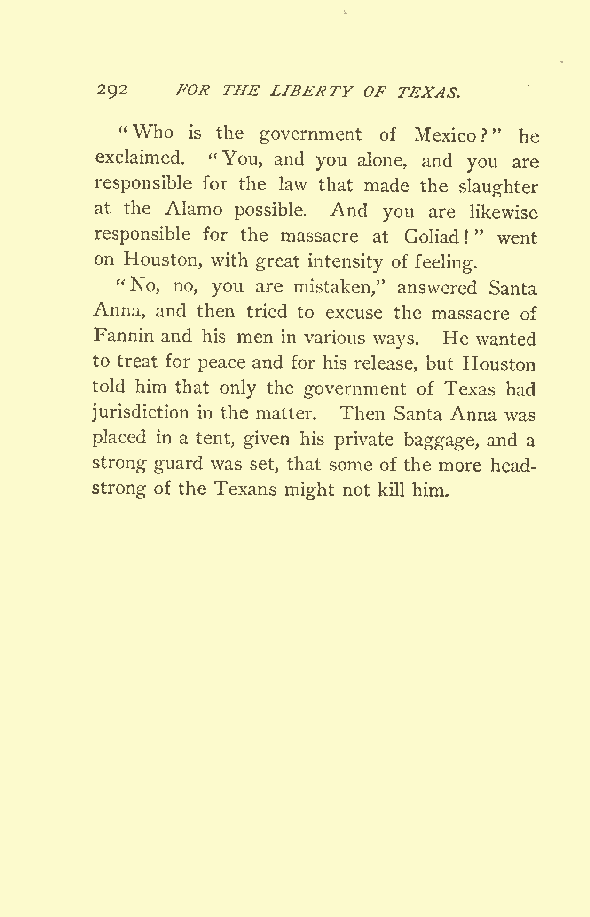 292 FOR THE LIBERTY OF TEXAS.
"Who is the government of Mexico?" he
exclaimed. "You, and you alone, and you are
responsible for the law that made the slaughter
at the Alamo possible. And you are likewise
responsible for the massacre at Goliad!" went
on Houston, with great intensity of feeling.
"No, no, you are mistaken," answered Santa
Anna, and then tried to excuse the massacre of
Fannin and his men in various ways. He wanted
to treat for peace and for his release, but Houston
told him that only the government of Texas had
jurisdiction in the matter. Then Santa Anna was
placed in a tent, given his private baggage, and a
strong guard was set, that some of the more head-
strong of the Texans might not kill him.